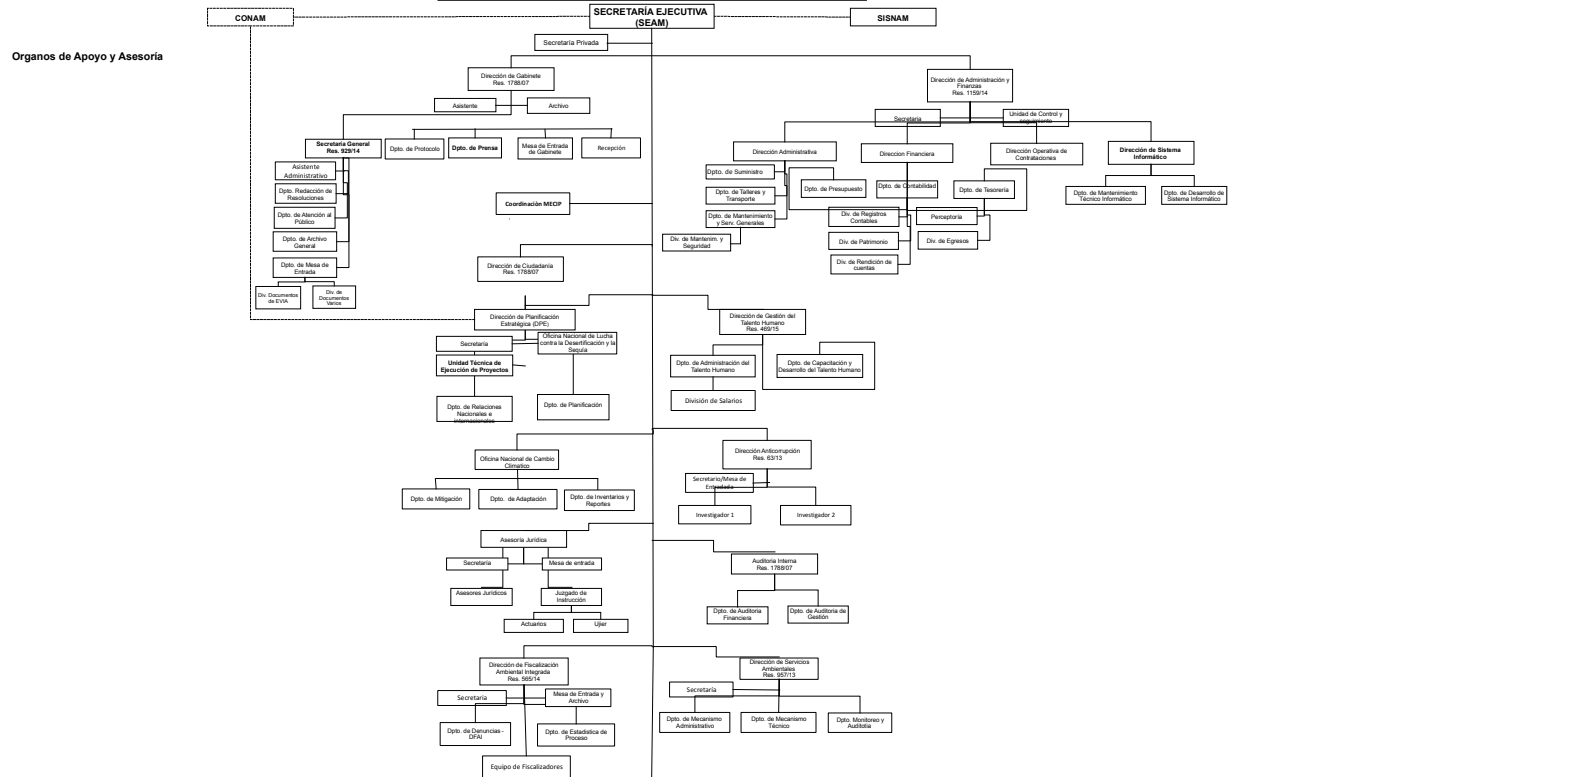 CONAM
SECRETARÍA EJECUTIVA
(SEAM)
SISNAM
Secretaría Privada
Organos de Apoyo y Asesoría
Dirección de Gabinete
Res. 1788/07
Dirección de Administración y
Finanzas
Res. 1159/14
Asistente
Archivo
Secretaria
Unidad de Control y
seguimiento
Secretaría General
Res. 929/14
Dpto. de Protocolo
Dpto. de Prensa
Mesa de Entrada
de Gabinete
Recepción
Dirección Administrativa
Direccion Financiera
Dirección Operativa de
Contrataciones
Dirección de Sistema
Informático
Asistente
Administrativo
Dpto. Redacción de
Resoluciones
Dpto. de Atención al
Público
Dpto. de Archivo
General
Dpto. de Mesa de
Entrada
Div. Documentos
de EVIA
Div. de
Documentos
Varios
Dpto. de Suministro
Dpto. de Talleres y
Transporte
Dpto. de Mantenimiento
y Serv. Generales
Div. de Mantenim. y
Seguridad
Dpto. de Presupuesto
Dpto. de Contabilidad
Dpto. de Tesorería
Div. de Registros
Contables
Perceptoría
Div. de Patrimonio
Div. de Egresos
Div. de Rendición de
cuentas
Dpto. de Mantenimiento
Técnico Informático
Dpto. de Desarrollo de
Sistema Informático
Coordinación MECIP
Dirección de Ciudadanía
Res. 1788/07
Dirección de Planificación
Estratégica (DPE)
Secretaría
Oficina Nacional de Lucha
contra la Desertificación y la
Sequía
Unidad Técnica de
Ejecución de Proyectos
Dpto. de Relaciones
Nacionales e
internacionales
Dpto. de Planificación
Dirección de Gestión del
Talento Humano
Res. 469/15
Dpto. de Administración del
Talento Humano
Dpto. de Capacitación y
Desarrollo del Talento Humano
División de Salarios
Oficina Nacional de Cambio
Climatico
Dpto. de Mitigación
Dpto. de Adaptación
Dpto. de Inventarios y
Reportes
Dirección Anticorrupción
Res. 63/13
Secretario/Mesa de
Investigador 1
Investigador 2
Asesoría Jurídica
Secretaría
Mesa de entrada
Asesores Jurídicos
Juzgado de
Instrucción
Actuarios
Ujier
Auditoria Interna
Res. 1788/07
Dpto. de Auditoria
Financiera
Dpto. de Auditoria de
Gestión
Dirección de Fiscalización
Ambiental Integrada
Res. 565/14
Secretaría
Mesa de Entrada y
Archivo
Dpto. de Denuncias -
DFAI
Dpto. de Estadística de
Proceso
Equipo de Fiscalizadores
Dirección de Servicios
Ambientales
Res. 957/13
Secretaría
Dpto. de Mecanismo
Administrativo
Dpto. de Mecanismo
Técnico
Dpto. Monitoreo y
Auditotia